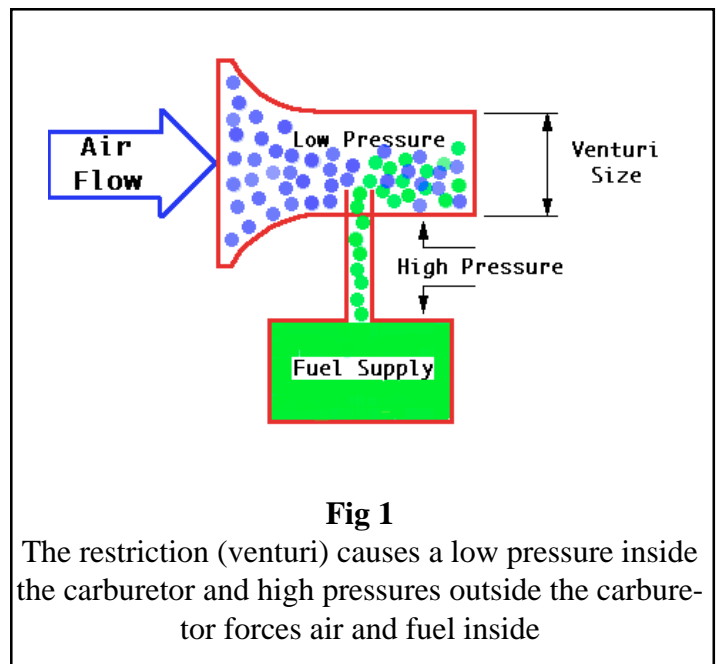 Low Pressure
Air
Flow
Venturi
Size
High Pressure
Fuel Supply
Fig 1
The restriction (venturi) causes a low pressure inside
the carburetor and high pressures outside the carbure-
tor forces air and fuel inside